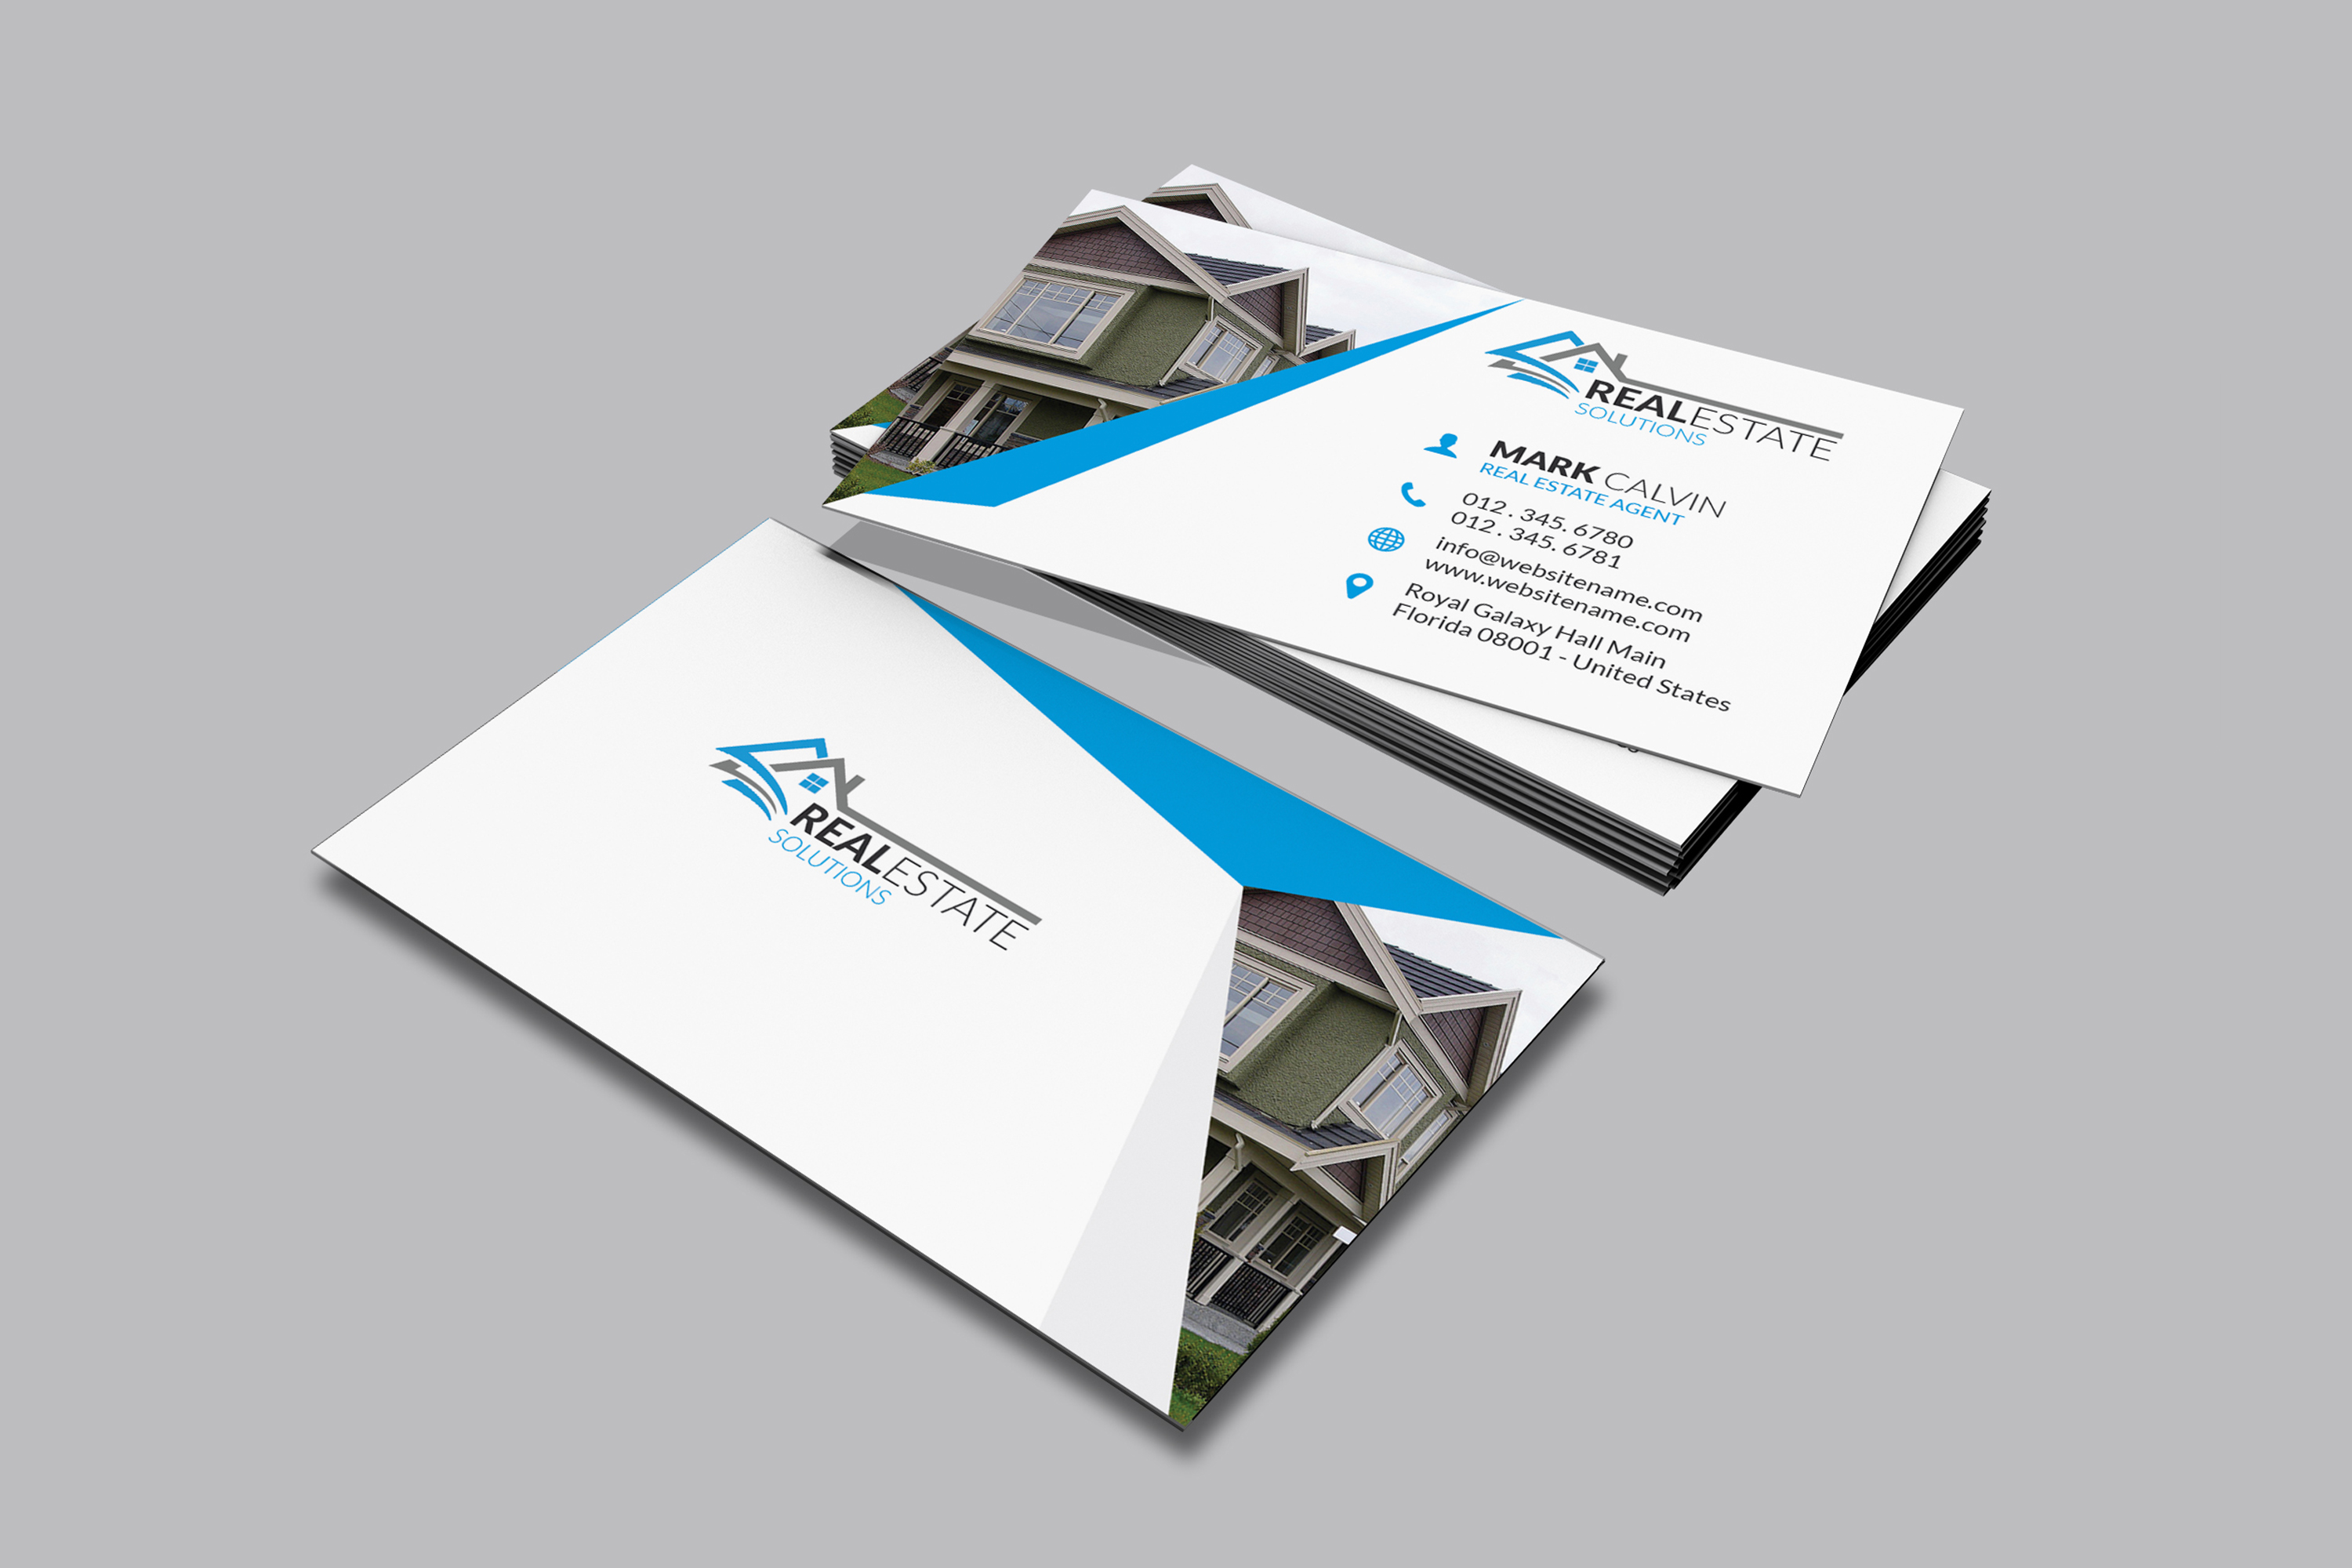 REALESTATE
SOLUTIONS
MARK CALVIN
REAL ESTATE AGENT
012 . 345. 6780
012 . 345. 6781
info@websitename.com
www.websitename.com
Royal Galaxy Hall Main
Florida 08001 - United States
REALESTATE
SOLUTIONS